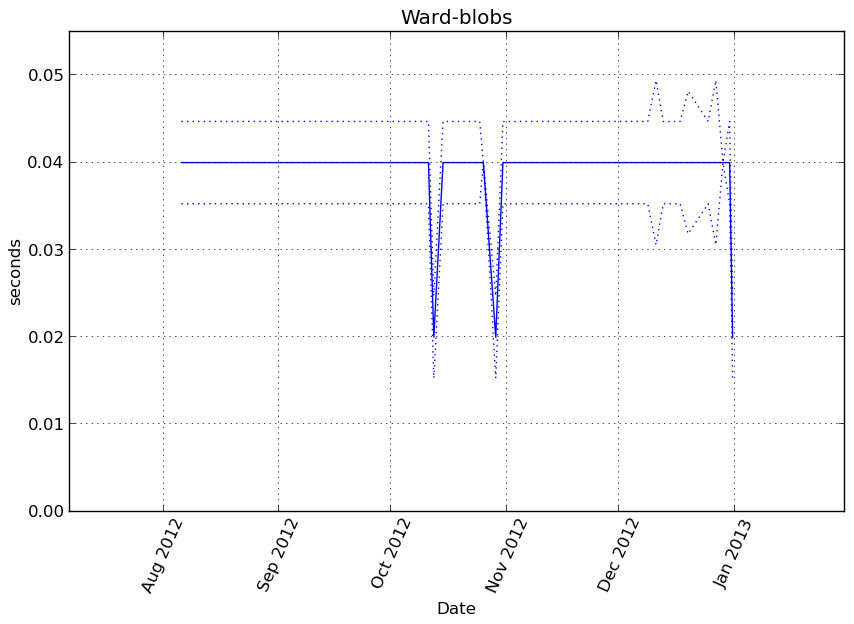 Ward-blobs
0.05
0.04
0.03
0.02
0.01
0.00
seconds
Aug 2012
Sep 2012
Oct 2012
Nov 2012
Dec 2012
Jan 2013
Date